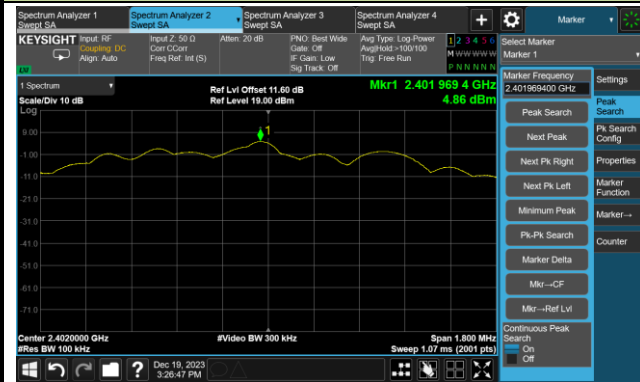 Spectrum Analyzer 1
Swept SA
Spectrum Analyzer 2
Swept SA
Spectrum Analyzer 3
Swept SA
Spectrum Analyzer 4
Swept SA
+
Marker
KEYSIGHT
Input: RF
Coupling: DC
Align: Auto
Input Z: 50 Ω
Corr CCorr
Freq Ref: Int (S)
Atten: 20 dB
PNO: Best Wide
Gate: Off
IF Gain: Low
Sig Track: Off
Avg Type: Log-Power
Avg|Hold:>100/100
Trig: Free Run
1 2 3 4 5 6
M W W W W W
P N N N N N
Select Marker
Marker 1
1 Spectrum
Scale/Div 10 dB
Log
Ref Lvl Offset 11.60 dB
Ref Level 19.00 dBm
Mkr1 2.401 969 4 GHz
4.86 dBm
1
9.00
-1.00
-11.0
-21.0
-31.0
-41.0
-51.0
-61.0
-71.0
Center 2.4020000 GHz
#Res BW 100 kHz
#Video BW 300 kHz
Span 1.800 MHz
Sweep 1.07 ms (2001 pts)
Marker Frequency
2.401969400 GHz
Peak Search
Next Peak
Next Pk Right
Next Pk Left
Minimum Peak
Pk-Pk Search
Marker Delta
Mkr→CF
Mkr→Ref Lvl
Continuous Peak
Search
On
Off
Settings
Peak
Search
Pk Search
Config
Properties
Marker
Function
Marker→
Counter
?
Dec 19, 2023
3:26:47 PM